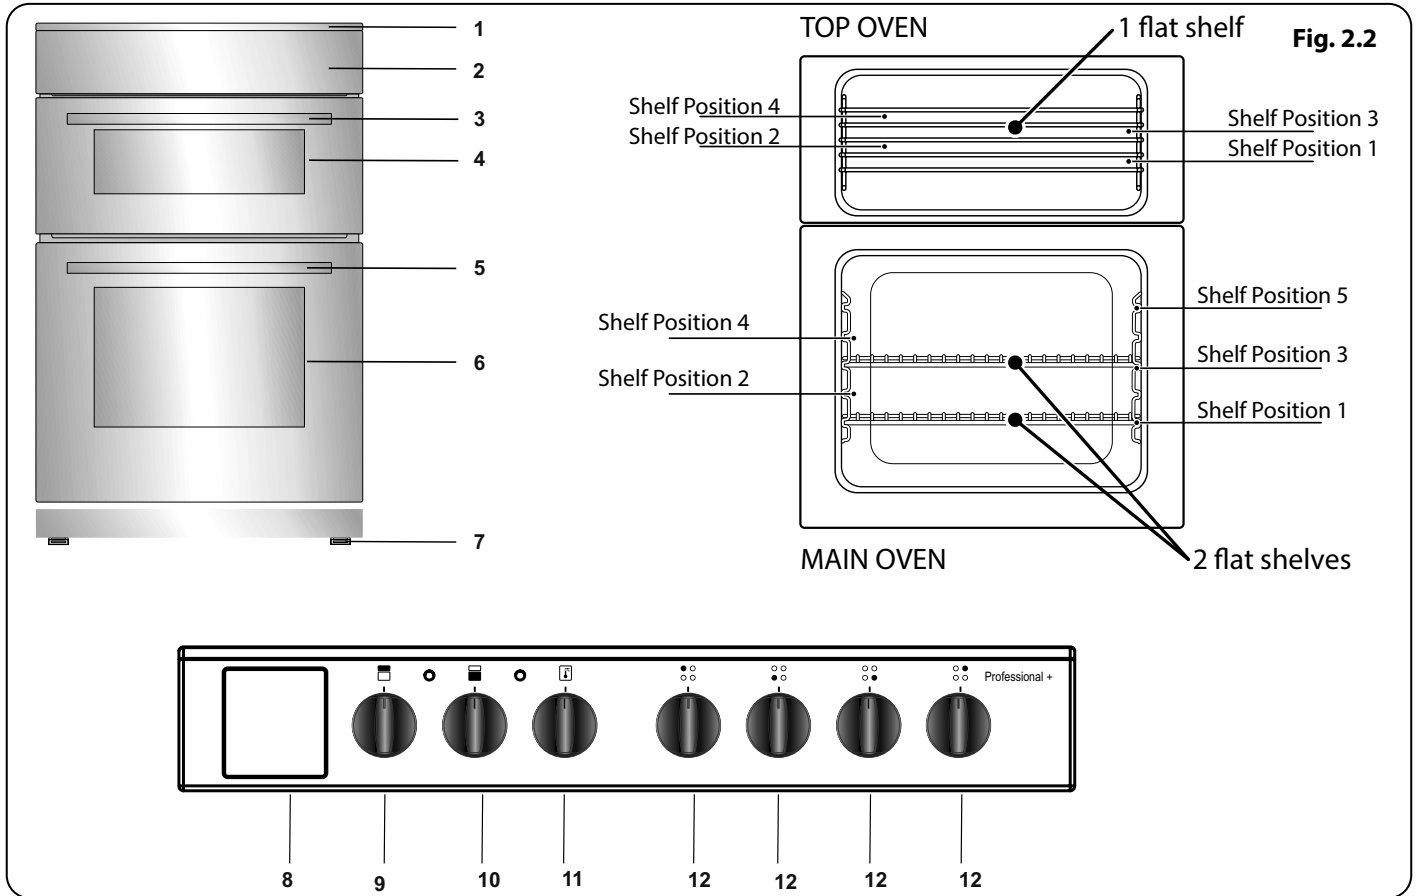 1
2
3
4
5
6
7
TOP OVEN
1 flat shelf
Fig. 2.2
Shelf Position 4
Shelf Position 2
Shelf Position 3
Shelf Position 1
Shelf Position 4
Shelf Position 2
Shelf Position 5
Shelf Position 3
Shelf Position 1
MAIN OVEN
2 flat shelves
Professional +
8
9
10
11
12
12
12
12